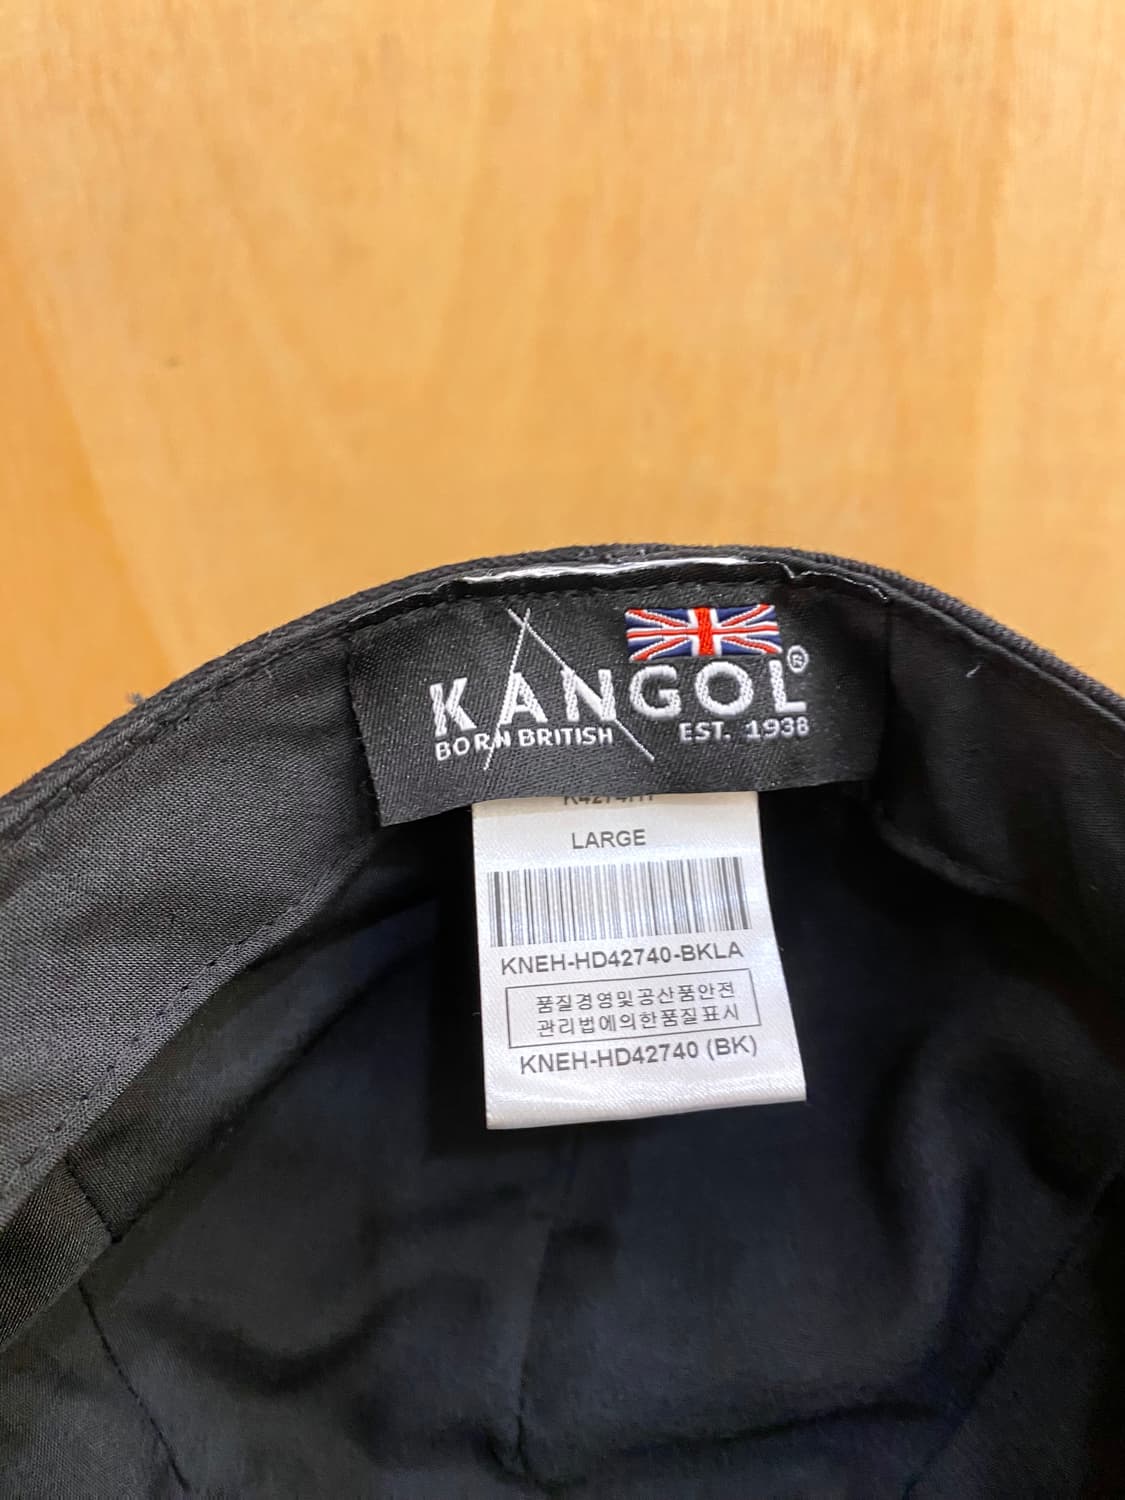 KANGOL®
BORN BRITISH EST. 1938
LARGE
KNEH-HD42740-BKLA
품질경영및공산품안전
관리법에의한품질표시
KNEH-HD42740 (BK)